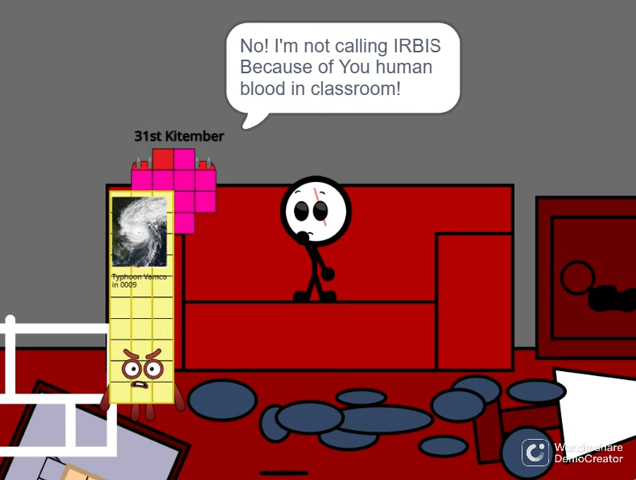 No! I'm not calling IRBIS
Because of You human
blood in classroom!
31st Kitember
Typhoon Vamco
in 0009
Wondershare
DemoCreator